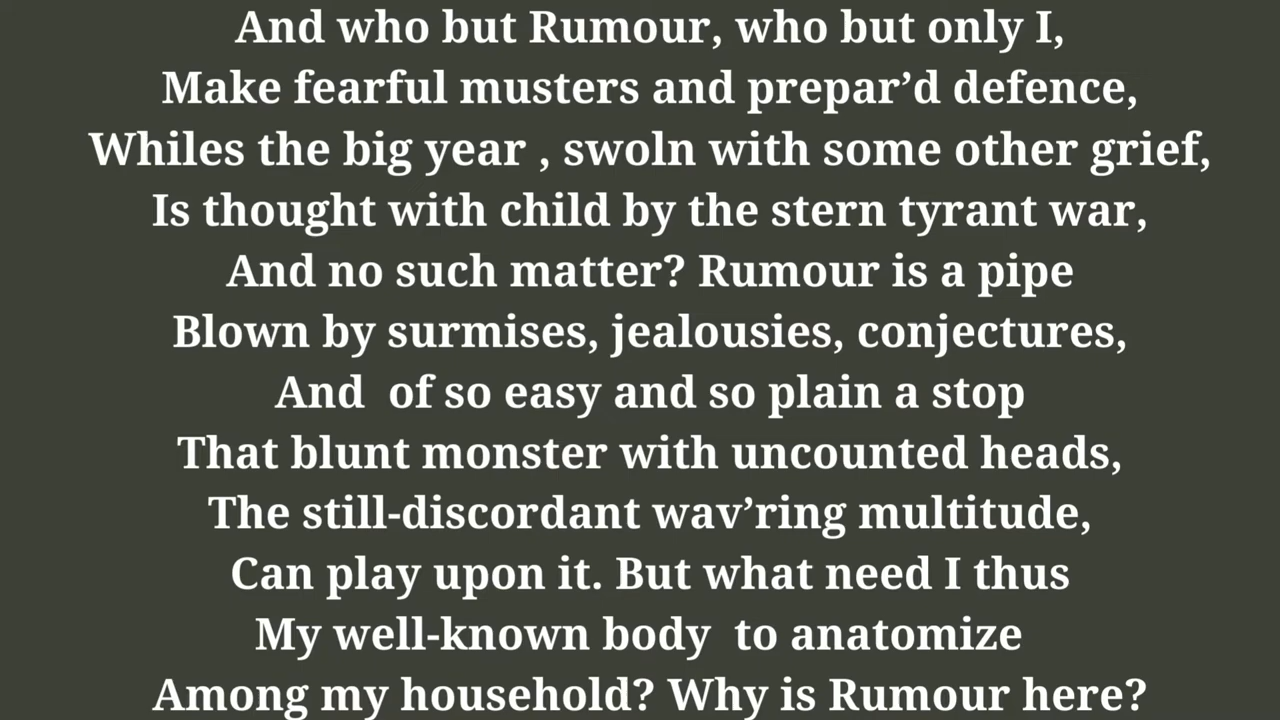 And who but Rumour, who but only I,
Make fearful musters and prepar’d defence,
Whiles the big year , swoln with some other grief,
Is thought with child by the stern tyrant war,
And no such matter? Rumour is a pipe
Blown by surmises, jealousies, conjectures,
And  of so easy and so plain a stop
That blunt monster with uncounted heads,
The still-discordant wav’ring multitude,
Can play upon it. But what need I thus
My well-known body  to anatomize
Among my household? Why is Rumour here?